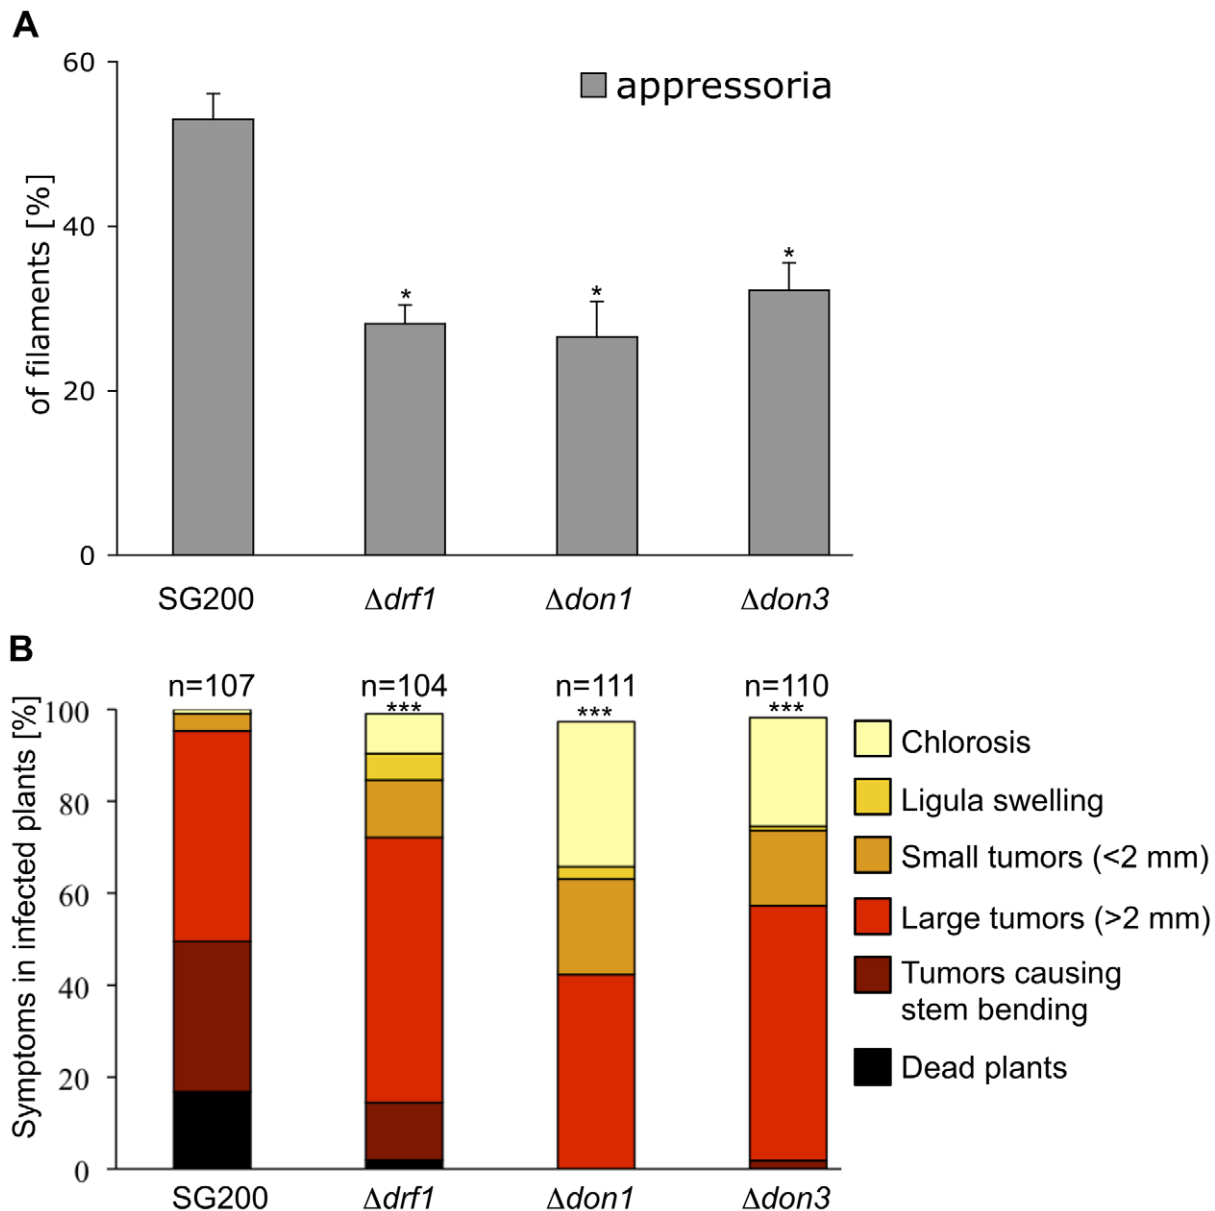 A
60
appressoria
of filaments [%]
40
*
*
*
20
0
SG200
Δdrf1
Δdon1
Δdon3
B
n=107
n=104
n=111
n=110
***
***
***
Symptoms in infected plants [%]
100
80
60
40
20
0
Chlorosis
Ligula swelling
Small tumors (<2 mm)
Large tumors (>2 mm)
Tumors causing
stem bending
Dead plants
SG200
Δdrf1
Δdon1
Δdon3